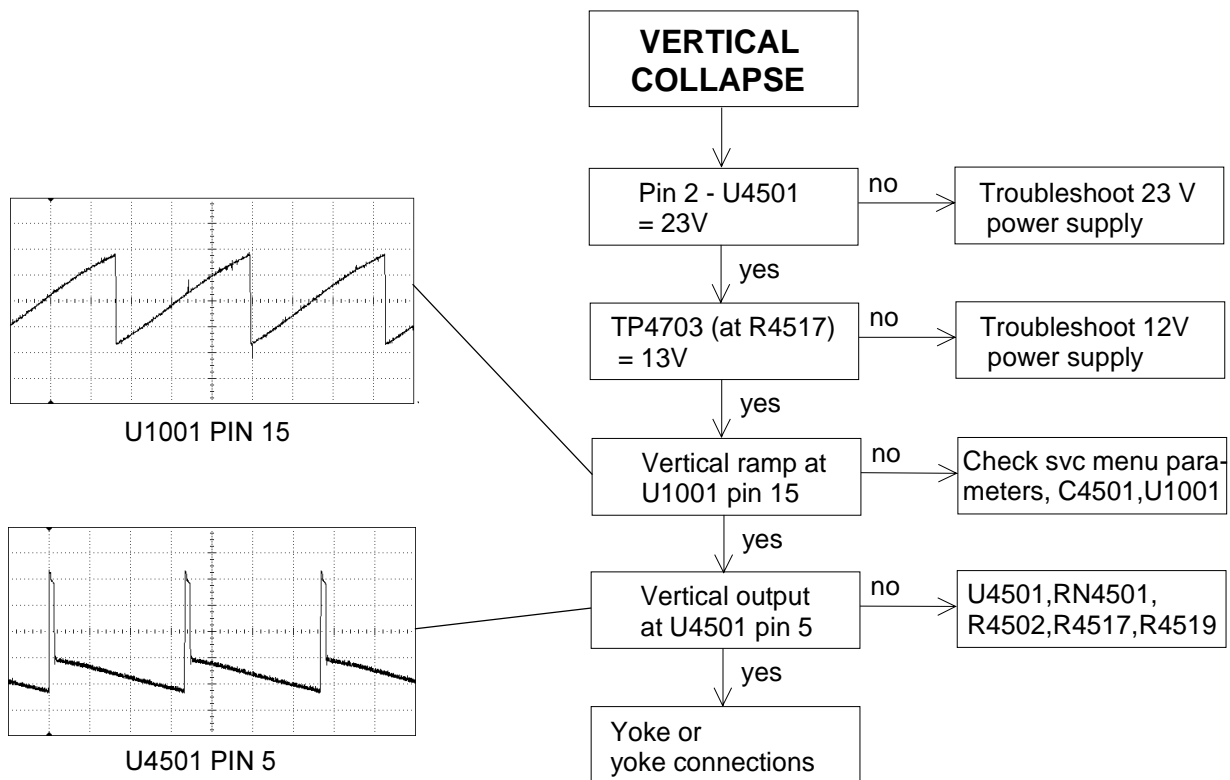 VERTICAL
COLLAPSE
Pin 2 - U4501
= 23V
no
Troubleshoot 23 V
power supply
yes
TP4703 (at R4517)
= 13V
no
Troubleshoot 12V
power supply
yes
U1001 PIN 15
Vertical ramp at
U1001 pin 15
no
Check svc menu para-
meters, C4501,U1001
yes
Vertical output
at U4501 pin 5
no
U4501,RN4501,
R4502,R4517,R4519
yes
U4501 PIN 5
Yoke or
yoke connections